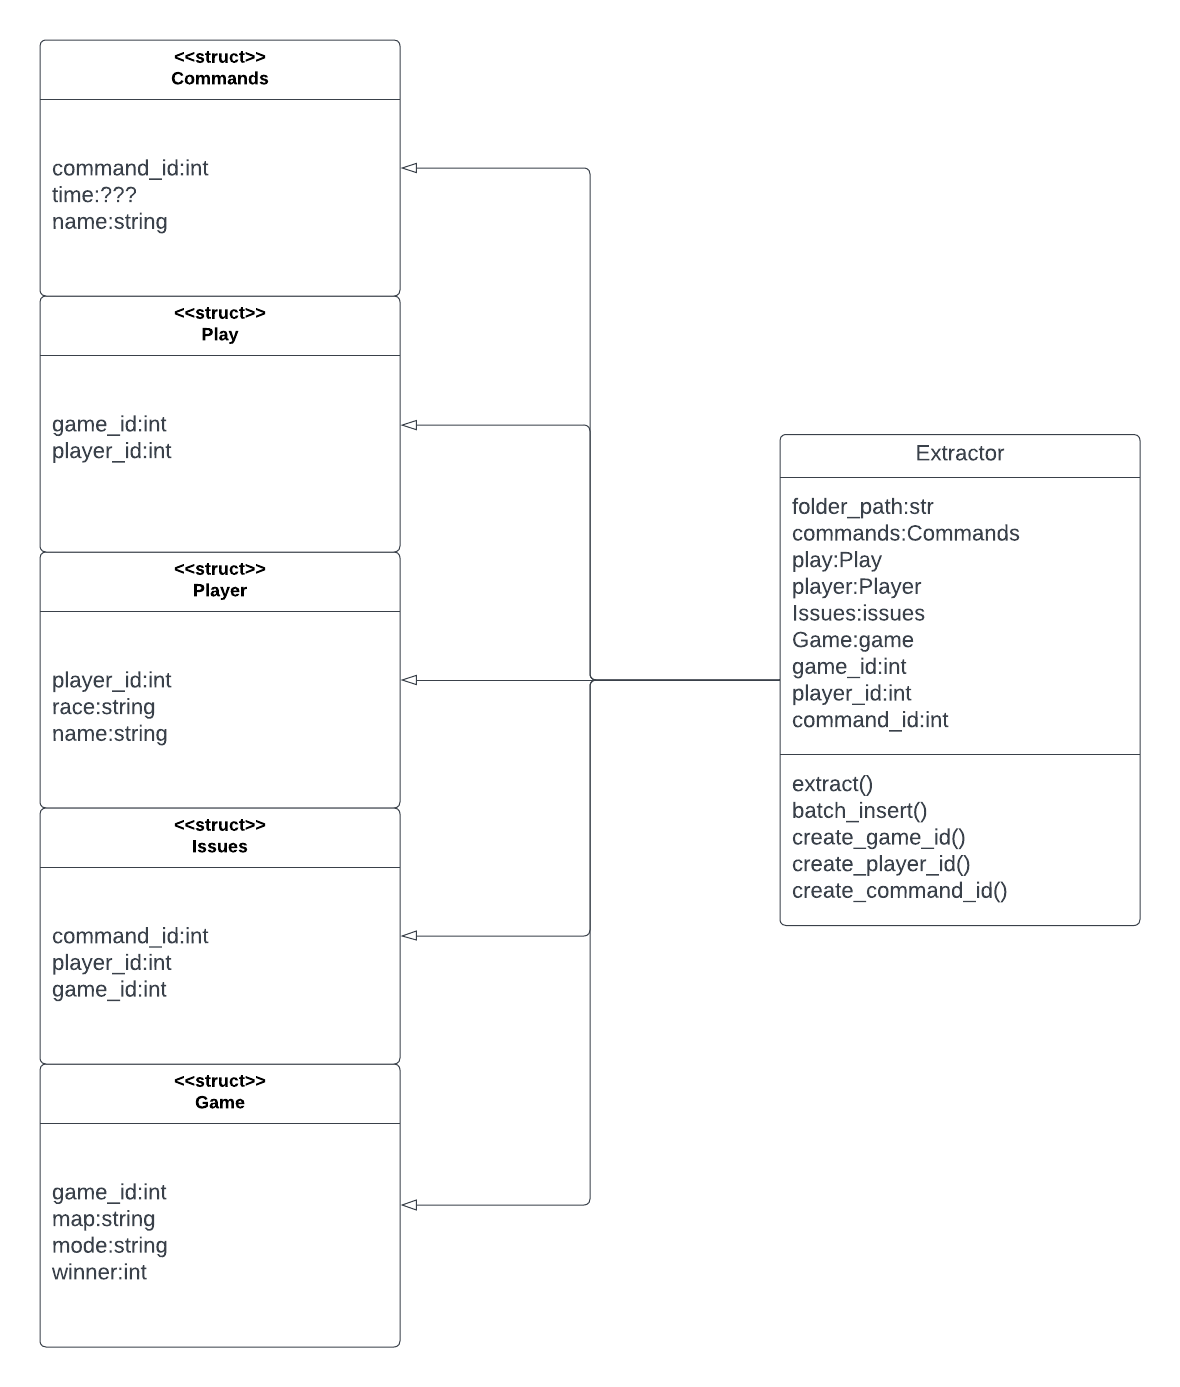 <<struct>>
Commands
command_id:int
time:???
name:string
<<struct>>
Play
game_id:int
player_id:int
<<struct>>
Player
player_id:int
race:string
name:string
<<struct>>
Issues
command_id:int
player_id:int
game_id:int
<<struct>>
Game
game_id:int
map:string
mode:string
winner:int
Extractor
folder_path:str
commands:Commands
play:Play
player:Player
Issues:issues
Game:game
game_id:int
player_id:int
command_id:int
extract()
batch_insert()
create_game_id()
create_player_id()
create_command_id()